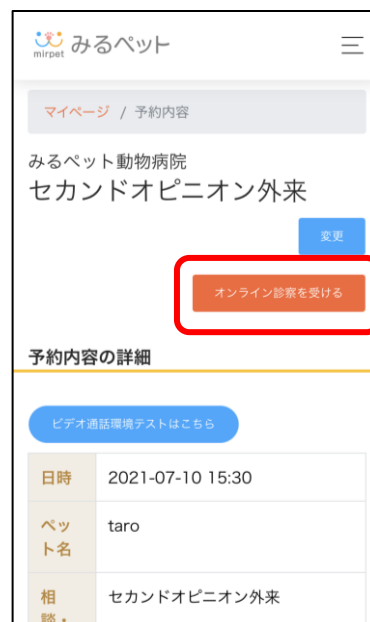 みるペット
mirpet
マイページ / 予約内容
みるペット動物病院
セカンドオピニオン外来
変更
オンライン診察を受ける
予約内容の詳細
ビデオ通話環境テストはこちら
日時 2021-07-10 15:30
ペッ taro
ト名
相 セカンドオピニオン外来
談・